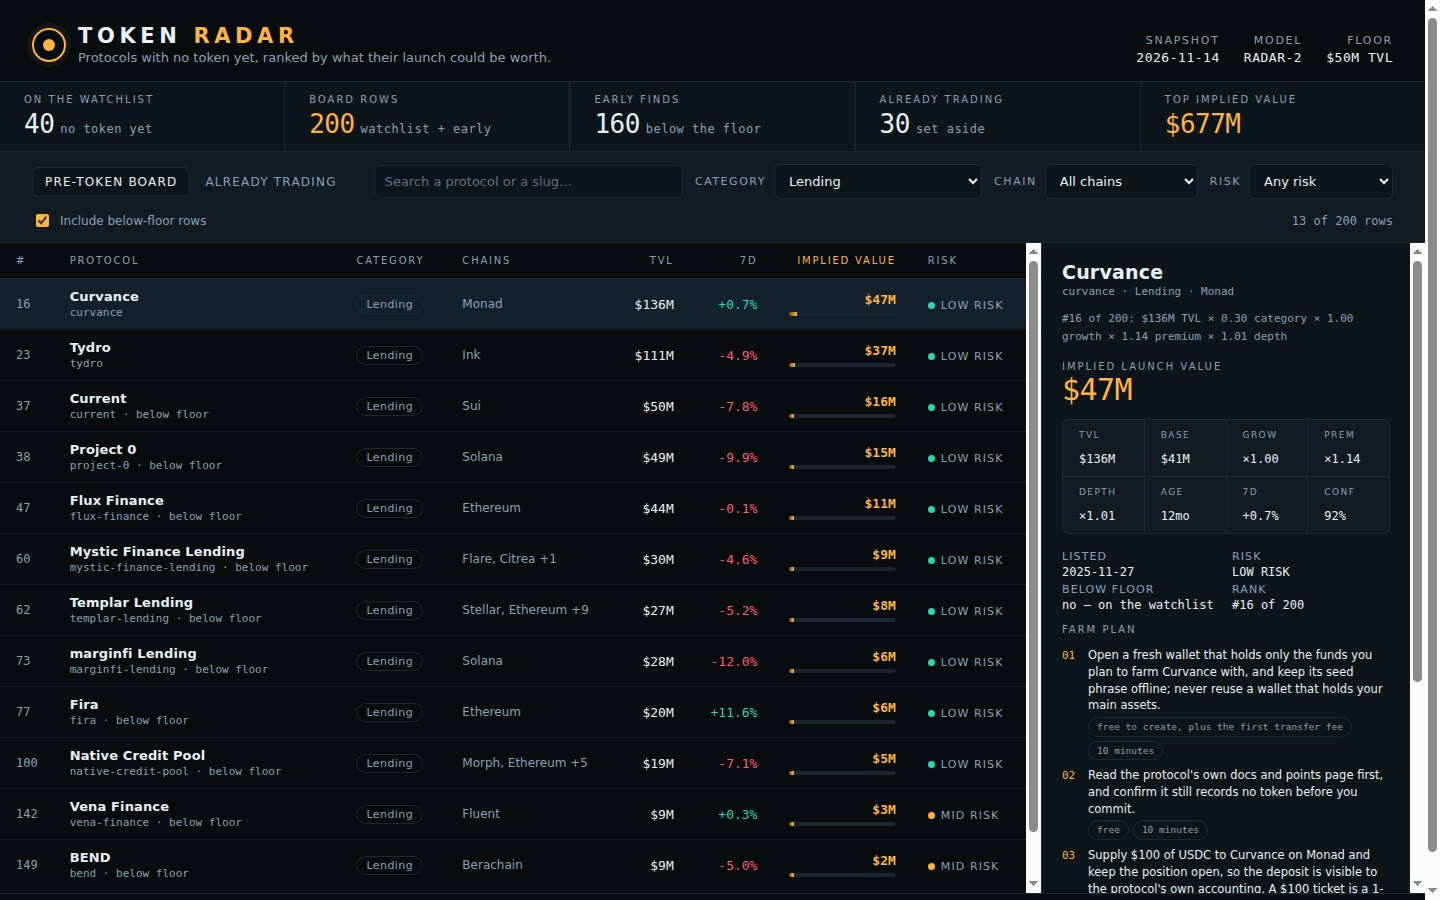 TOKEN RADAR
Protocols with no token yet, ranked by what their launch could be worth.
SNAPSHOT MODEL FLOOR
2026-11-14 RADAR-2 $50M TVL
ON THE WATCHLIST BOARD ROWS EARLY FINDS ALREADY TRADING TOP IMPLIED VALUE
40 no token yet 200 watchlist + early 160 below the floor 30 set aside $677M
PRE-TOKEN BOARD ALREADY TRADING Search a protocol or a slug… CATEGORY Lending CHAIN All chains RISK Any risk
Include below-floor rows 13 of 200 rows
# PROTOCOL CATEGORY CHAINS TVL 7D IMPLIED VALUE RISK
16 Curvance Lending Monad $136M +0.7% $47M LOW RISK
curvance
23 Tydro Lending Ink $111M -4.9% $37M LOW RISK
tydro
37 Current Lending Sui $50M -7.8% $16M LOW RISK
current · below floor
38 Project 0 Lending Solana $49M -9.9% $15M LOW RISK
project-0 · below floor
47 Flux Finance Lending Ethereum $44M -0.1% $11M LOW RISK
flux-finance · below floor
60 Mystic Finance Lending Lending Flare, Citrea +1 $30M -4.6% $9M LOW RISK
mystic-finance-lending · below floor
62 Templar Lending Lending Stellar, Ethereum +9 $27M -5.2% $8M LOW RISK
templar-lending · below floor
73 marginfi Lending Lending Solana $28M -12.0% $6M LOW RISK
marginfi-lending · below floor
77 Fira Lending Ethereum $20M +11.6% $6M LOW RISK
fira · below floor
100 Native Credit Pool Lending Morph, Ethereum +5 $19M -7.1% $5M LOW RISK
native-credit-pool · below floor
142 Vena Finance Lending Fluent $9M +0.3% $3M MID RISK
vena-finance · below floor
149 BEND Lending Berachain $9M -5.0% $2M MID RISK
bend · below floor
Curvance
curvance · Lending · Monad
#16 of 200: $136M TVL × 0.30 category × 1.00
growth × 1.14 premium × 1.01 depth
IMPLIED LAUNCH VALUE
$47M
TVL BASE GROW PREM
$136M $41M ×1.00 ×1.14
DEPTH AGE 7D CONF
×1.01 12mo +0.7% 92%
LISTED RISK
2025-11-27 LOW RISK
BELOW FLOOR RANK
no — on the watchlist #16 of 200
FARM PLAN
01 Open a fresh wallet that holds only the funds you
plan to farm Curvance with, and keep its seed
phrase offline; never reuse a wallet that holds your
main assets.
free to create, plus the first transfer fee
10 minutes
02 Read the protocol's own docs and points page first,
and confirm it still records no token before you
commit.
free 10 minutes
03 Supply $100 of USDC to Curvance on Monad and
keep the position open, so the deposit is visible to
the protocol's own accounting. A $100 ticket is a 1-